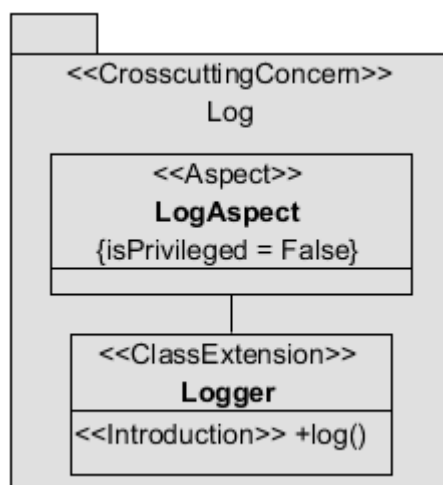 <<CrosscuttingConcern>>
Log
<<Aspect>>
LogAspect
{isPrivileged = False}
<<ClassExtension>>
Logger
<<Introduction>> +log()